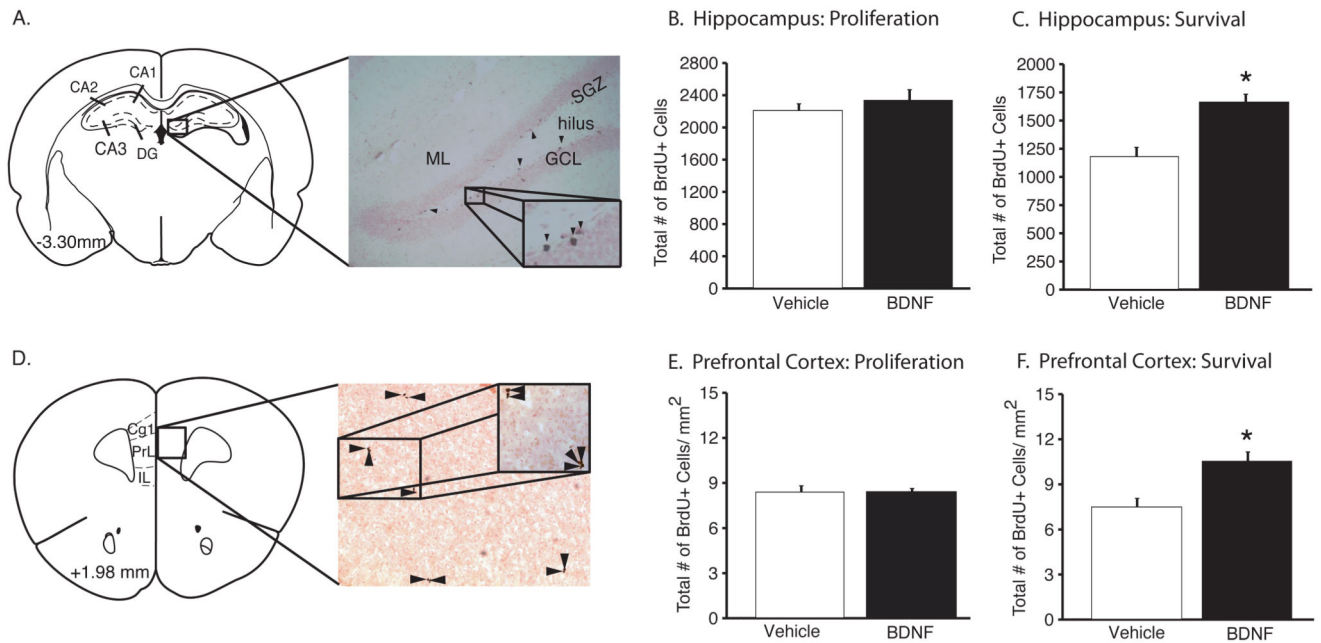 A.
CA1
CA2
CA3
DG
-3.30mm
ML
SGZ
hilus
GCL
B. Hippocampus: Proliferation
Total # of BrdU+ Cells
2800
2400
2000
1600
1200
800
400
0
Vehicle
BDNF
C. Hippocampus: Survival
Total # of BrdU+ Cells
2000
1750
1500
1250
1000
750
500
250
0
*
Vehicle
BDNF
D.
Cg1
PrL
IL
+1.98 mm
E. Prefrontal Cortex: Proliferation
Total # of BrdU+ Cells/ mm²
15
12
9
6
3
0
Vehicle
BDNF
F. Prefrontal Cortex: Survival
Total # of BrdU+ Cells/ mm²
15
12
9
6
3
0
*
Vehicle
BDNF